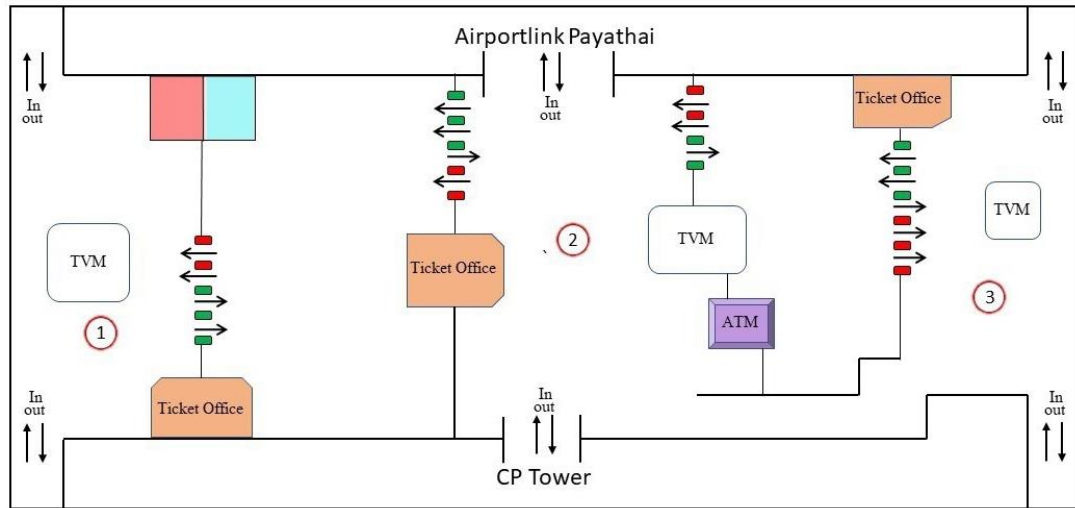 Airportlink Payathai
In
out
In
out
In
out
Ticket Office
TVM
TVM
TVM
2
Ticket Office
3
1
ATM
Ticket Office
In
out
In
out
In
out
CP Tower